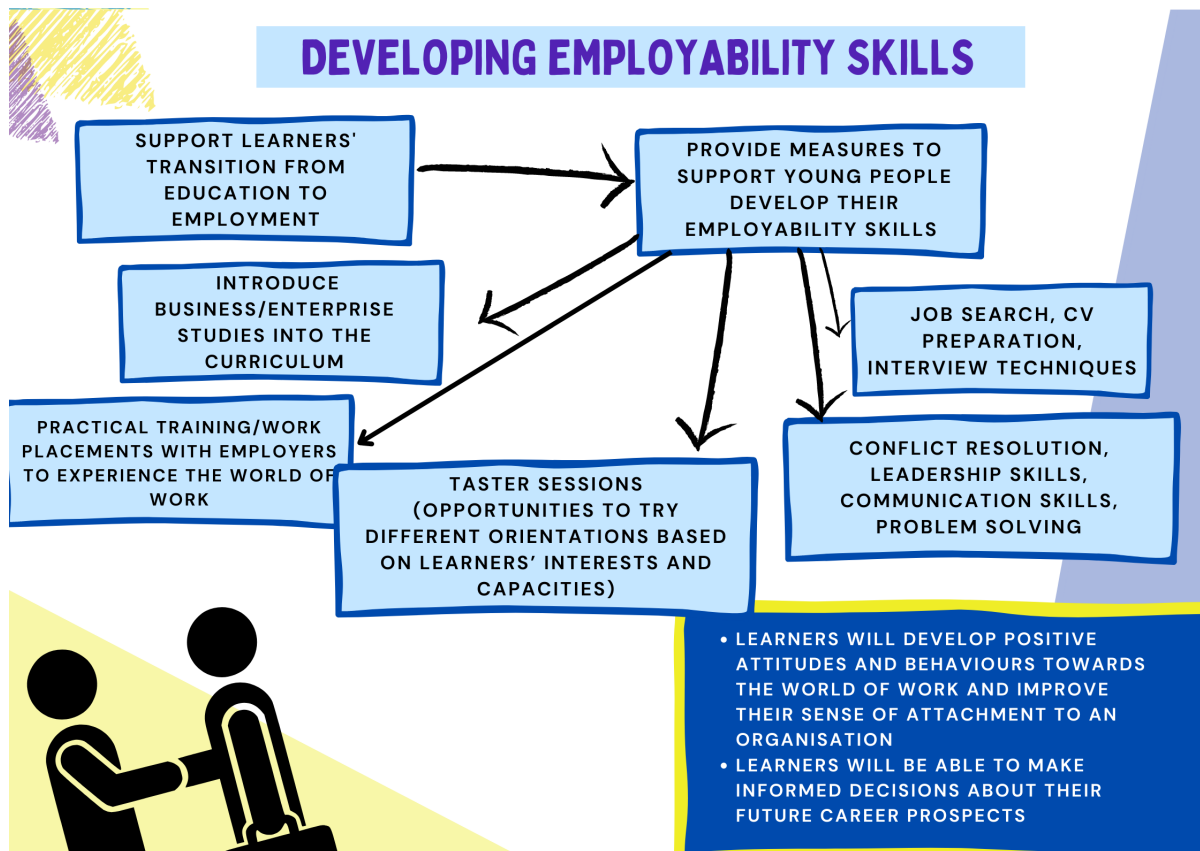 DEVELOPING EMPLOYABILITY SKILLS
SUPPORT LEARNERS'
TRANSITION FROM
EDUCATION TO
EMPLOYMENT
PROVIDE MEASURES TO
SUPPORT YOUNG PEOPLE
DEVELOP THEIR
EMPLOYABILITY SKILLS
INTRODUCE
BUSINESS/ENTERPRISE
STUDIES INTO THE
CURRICULUM
JOB SEARCH, CV
PREPARATION,
INTERVIEW TECHNIQUES
PRACTICAL TRAINING/WORK
PLACEMENTS WITH EMPLOYERS
TO EXPERIENCE THE WORLD OF
WORK
TASTER SESSIONS
(OPPORTUNITIES TO TRY
DIFFERENT ORIENTATIONS BASED
ON LEARNERS’ INTERESTS AND
CAPACITIES)
CONFLICT RESOLUTION,
LEADERSHIP SKILLS,
COMMUNICATION SKILLS,
PROBLEM SOLVING
• LEARNERS WILL DEVELOP POSITIVE
ATTITUDES AND BEHAVIOURS TOWARDS
THE WORLD OF WORK AND IMPROVE
THEIR SENSE OF ATTACHMENT TO AN
ORGANISATION
• LEARNERS WILL BE ABLE TO MAKE
INFORMED DECISIONS ABOUT THEIR
FUTURE CAREER PROSPECTS